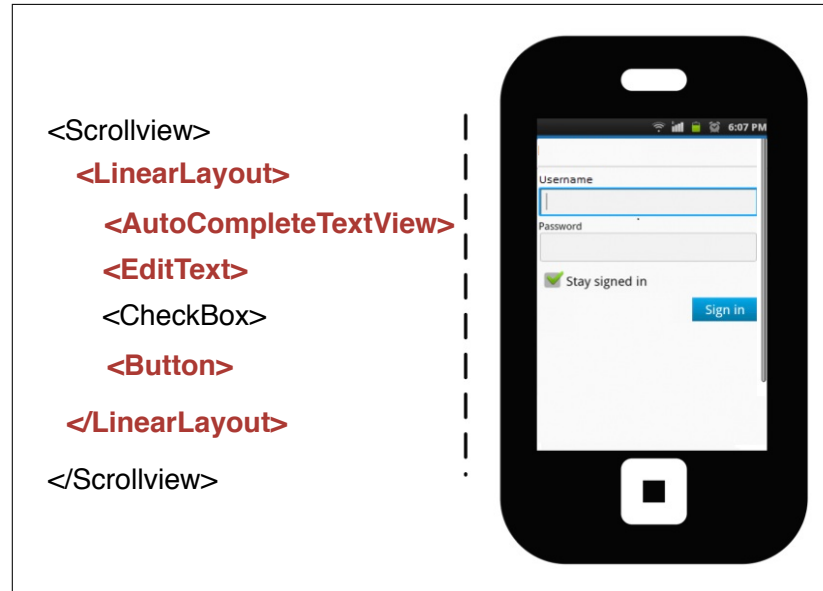 <Scrollview>
<LinearLayout>
<AutoCompleteTextView>
<EditText>
<CheckBox>
<Button>
</LinearLayout>
</Scrollview>
6:07 PM
Username
Password
Stay signed in
Sign in